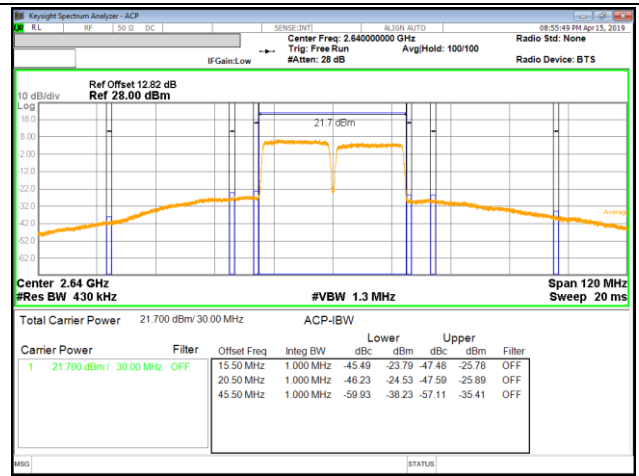 Keysight Spectrum Analyzer - ACP
RL RF 50 Ω DC SENSE:INT ALIGN AUTO 08:55:49 PM Apr 15, 2019
Center Freq: 2.640000000 GHz Radio Std: None
Trig: Free Run Avg|Hold: 100/100
IFGain:Low #Atten: 28 dB Radio Device: BTS
Ref Offset 12.82 dB
10 dB/div Ref 28.00 dBm
Log
18.0
21.7 dBm
8.00
-2.00
-12.0
-22.0
-32.0
Average
-42.0
-52.0
-62.0
Center 2.64 GHz Span 120 MHz
#Res BW 430 kHz #VBW 1.3 MHz Sweep 20 ms
Total Carrier Power 21.700 dBm/ 30.00 MHz ACP-IBW
Lower Upper
Carrier Power Filter Offset Freq Integ BW dBc dBm dBc dBm Filter
1 21.700 dBm / 30.00 MHz OFF 15.50 MHz 1.000 MHz -45.49 -23.79 -47.48 -25.78 OFF
20.50 MHz 1.000 MHz -46.23 -24.53 -47.59 -25.89 OFF
45.50 MHz 1.000 MHz -59.93 -38.23 -57.11 -35.41 OFF
MSG STATUS